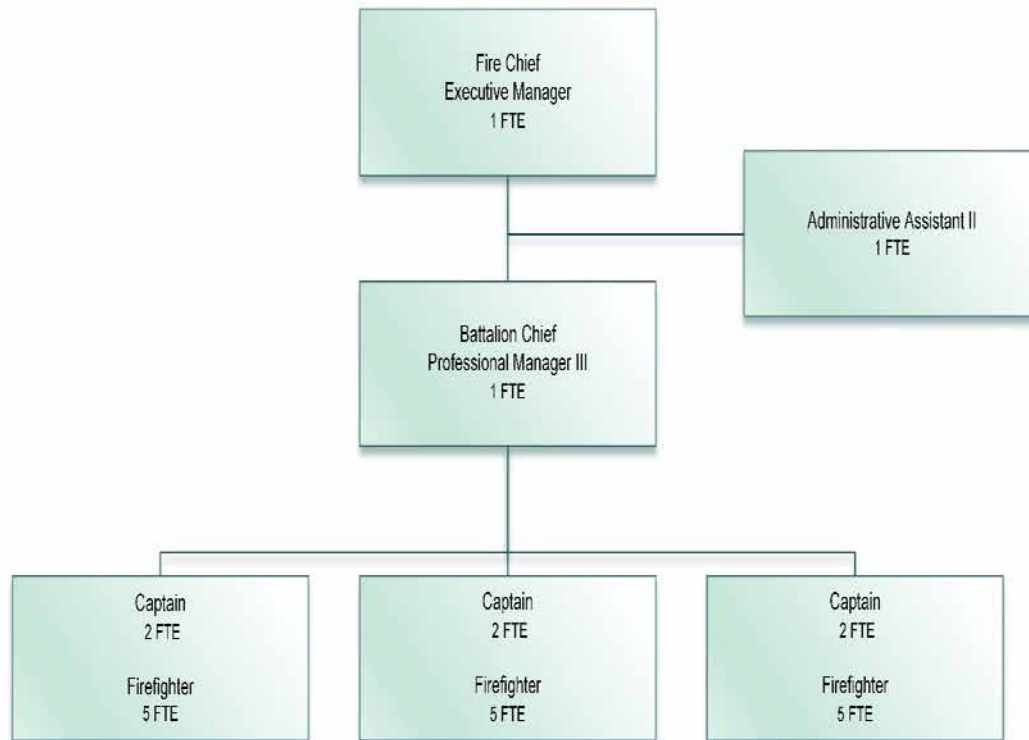 Fire Chief
Executive Manager
1 FTE
Administrative Assistant II
1 FTE
Battalion Chief
Professional Manager III
1 FTE
Captain
2 FTE
Firefighter
5 FTE
Captain
2 FTE
Firefighter
5 FTE
Captain
2 FTE
Firefighter
5 FTE